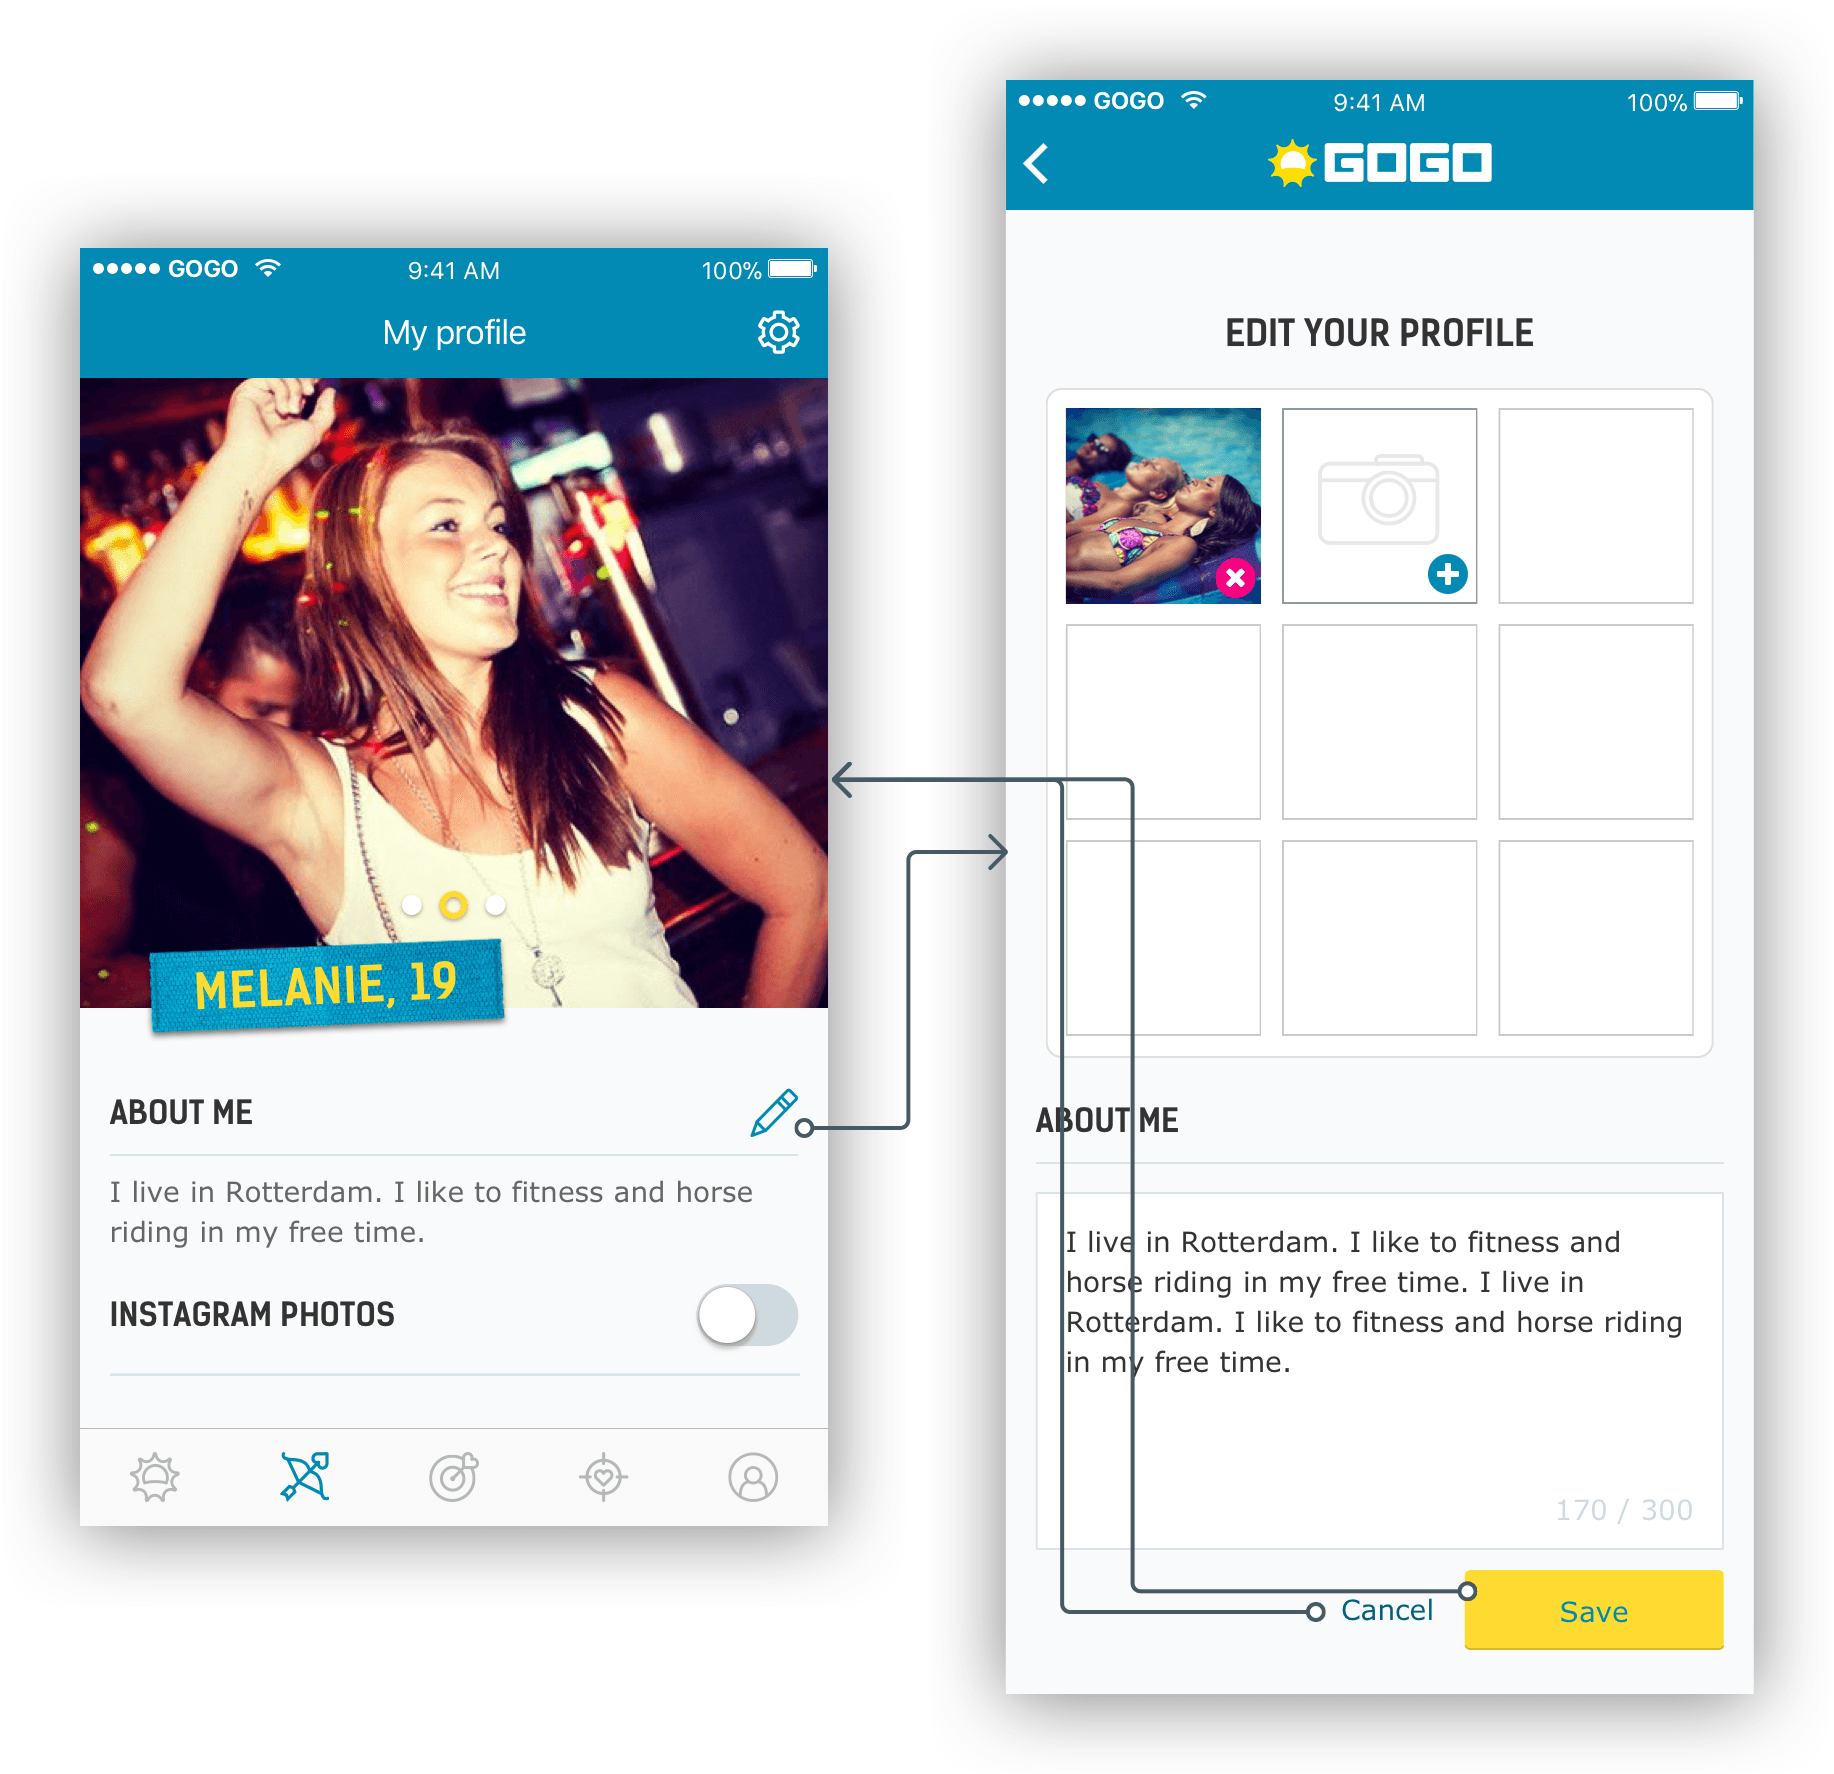 GOGO 9:41 AM 100%
My profile
MELANIE, 19
ABOUT ME
I live in Rotterdam. I like to fitness and horse
riding in my free time.
INSTAGRAM PHOTOS
GOGO 9:41 AM 100%
GOGO
EDIT YOUR PROFILE
ABOUT ME
I live in Rotterdam. I like to fitness and
horse riding in my free time. I live in
Rotterdam. I like to fitness and horse riding
in my free time.
170 / 300
Cancel
Save